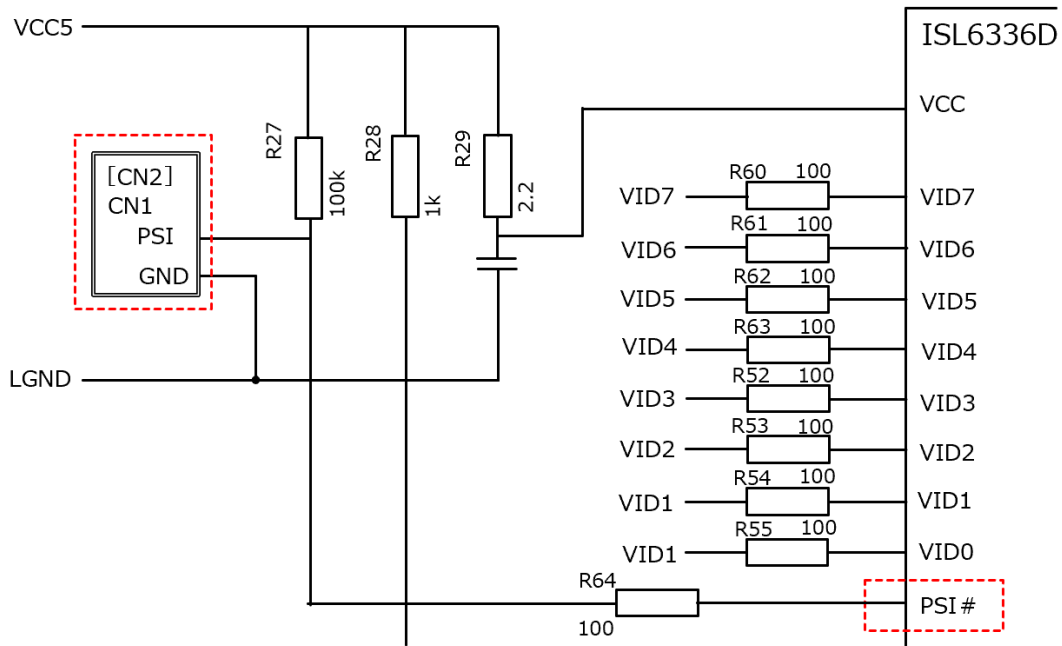 VCC5
ISL6336D
VCC
R27
100k
R28
1k
R29
2.2
[CN2]
CN1
PSI
GND
LGND
VID7
R60
100
VID7
VID6
R61
100
VID6
VID5
R62
100
VID5
VID4
R63
100
VID4
VID3
R52
100
VID3
VID2
R53
100
VID2
VID1
R54
100
VID1
VID1
R55
100
VID0
R64
100
PSI#